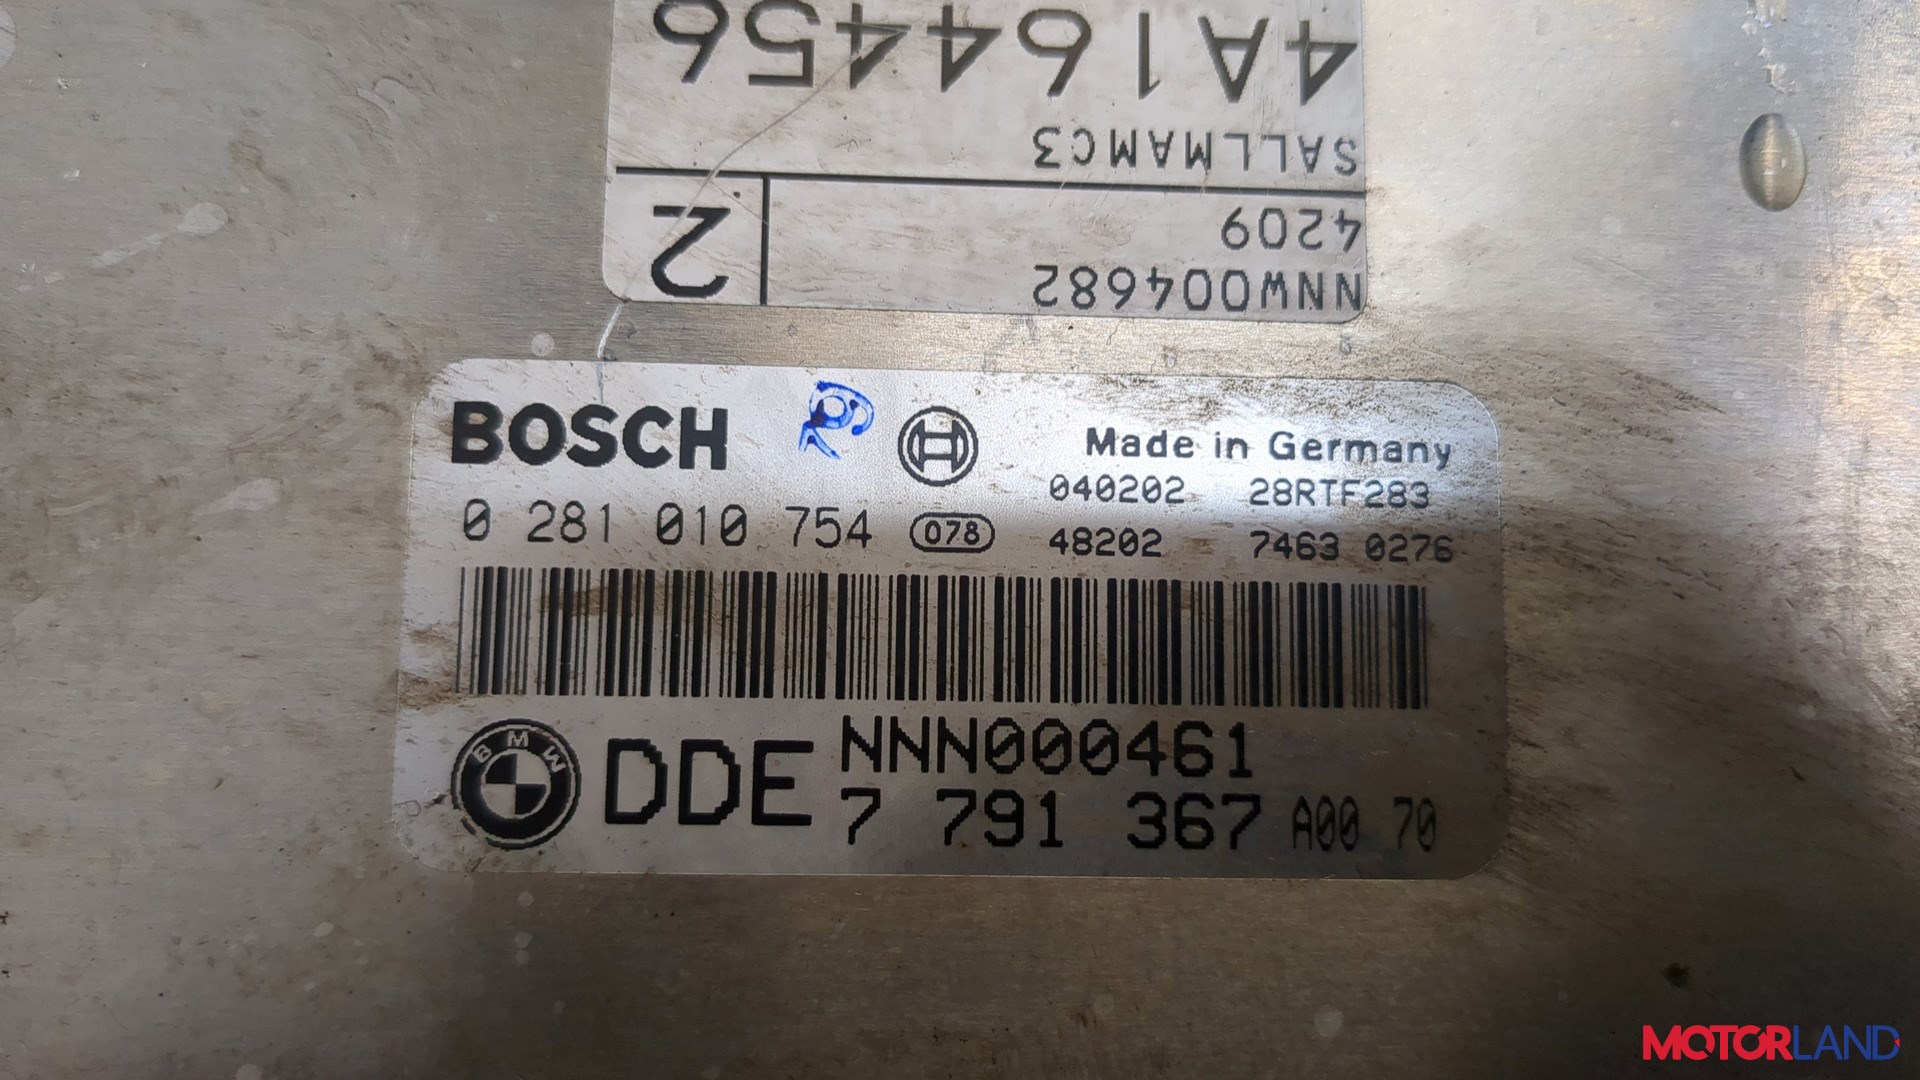 NNW004682
4209
2
SALLMAMC3
4A164456
BOSCH
Made in Germany
040202 28RTF283
0 281 010 754 078 48202 7463 0276
BMW
DDE NNN000461
7 791 367 A00 70
MOTORLAND